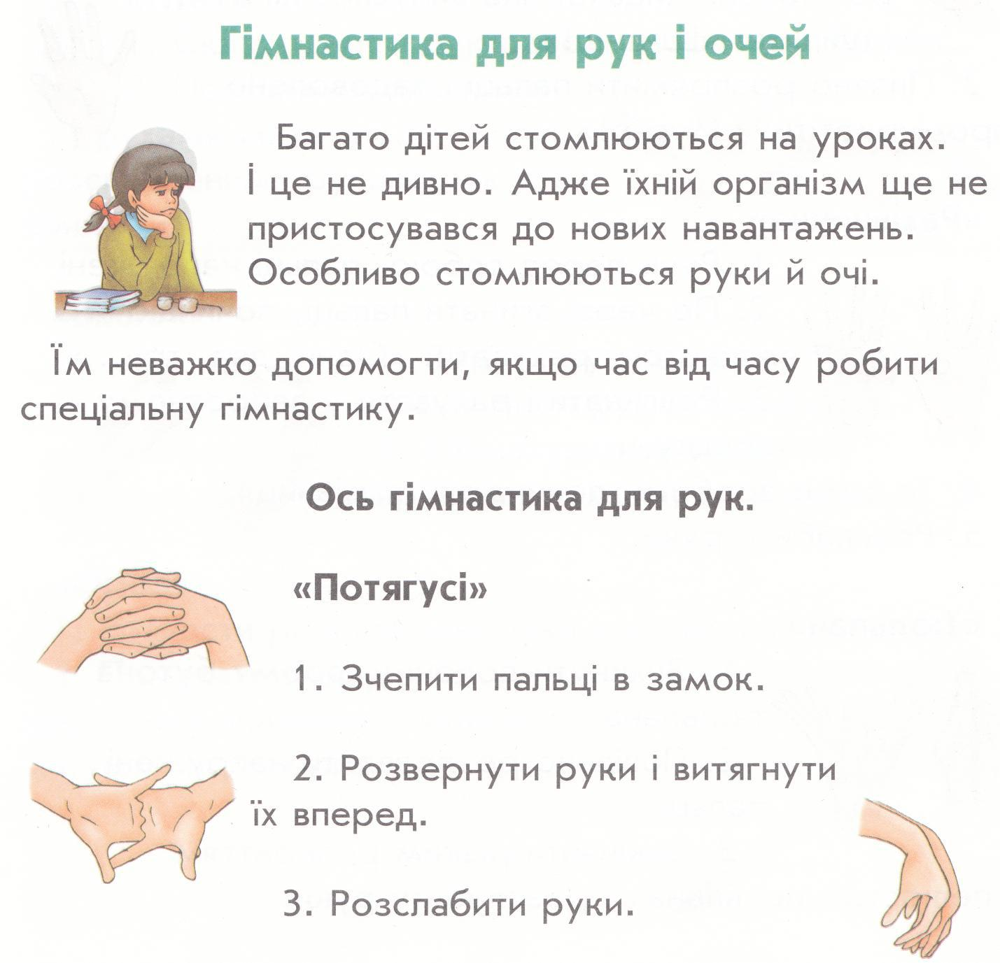 Гімнастика для рук і очей
Багато дітей стомлюються на уроках.
І це не дивно. Адже їхній організм ще не
пристосувався до нових навантажень.
Особливо стомлюються руки й очі.
Їм неважко допомогти, якщо час від часу робити
спеціальну гімнастику.
Ось гімнастика для рук.
«Потягусі»
1. Зчепити пальці в замок.
2. Розвернути руки і витягнути
їх вперед.
3. Розслабити руки.